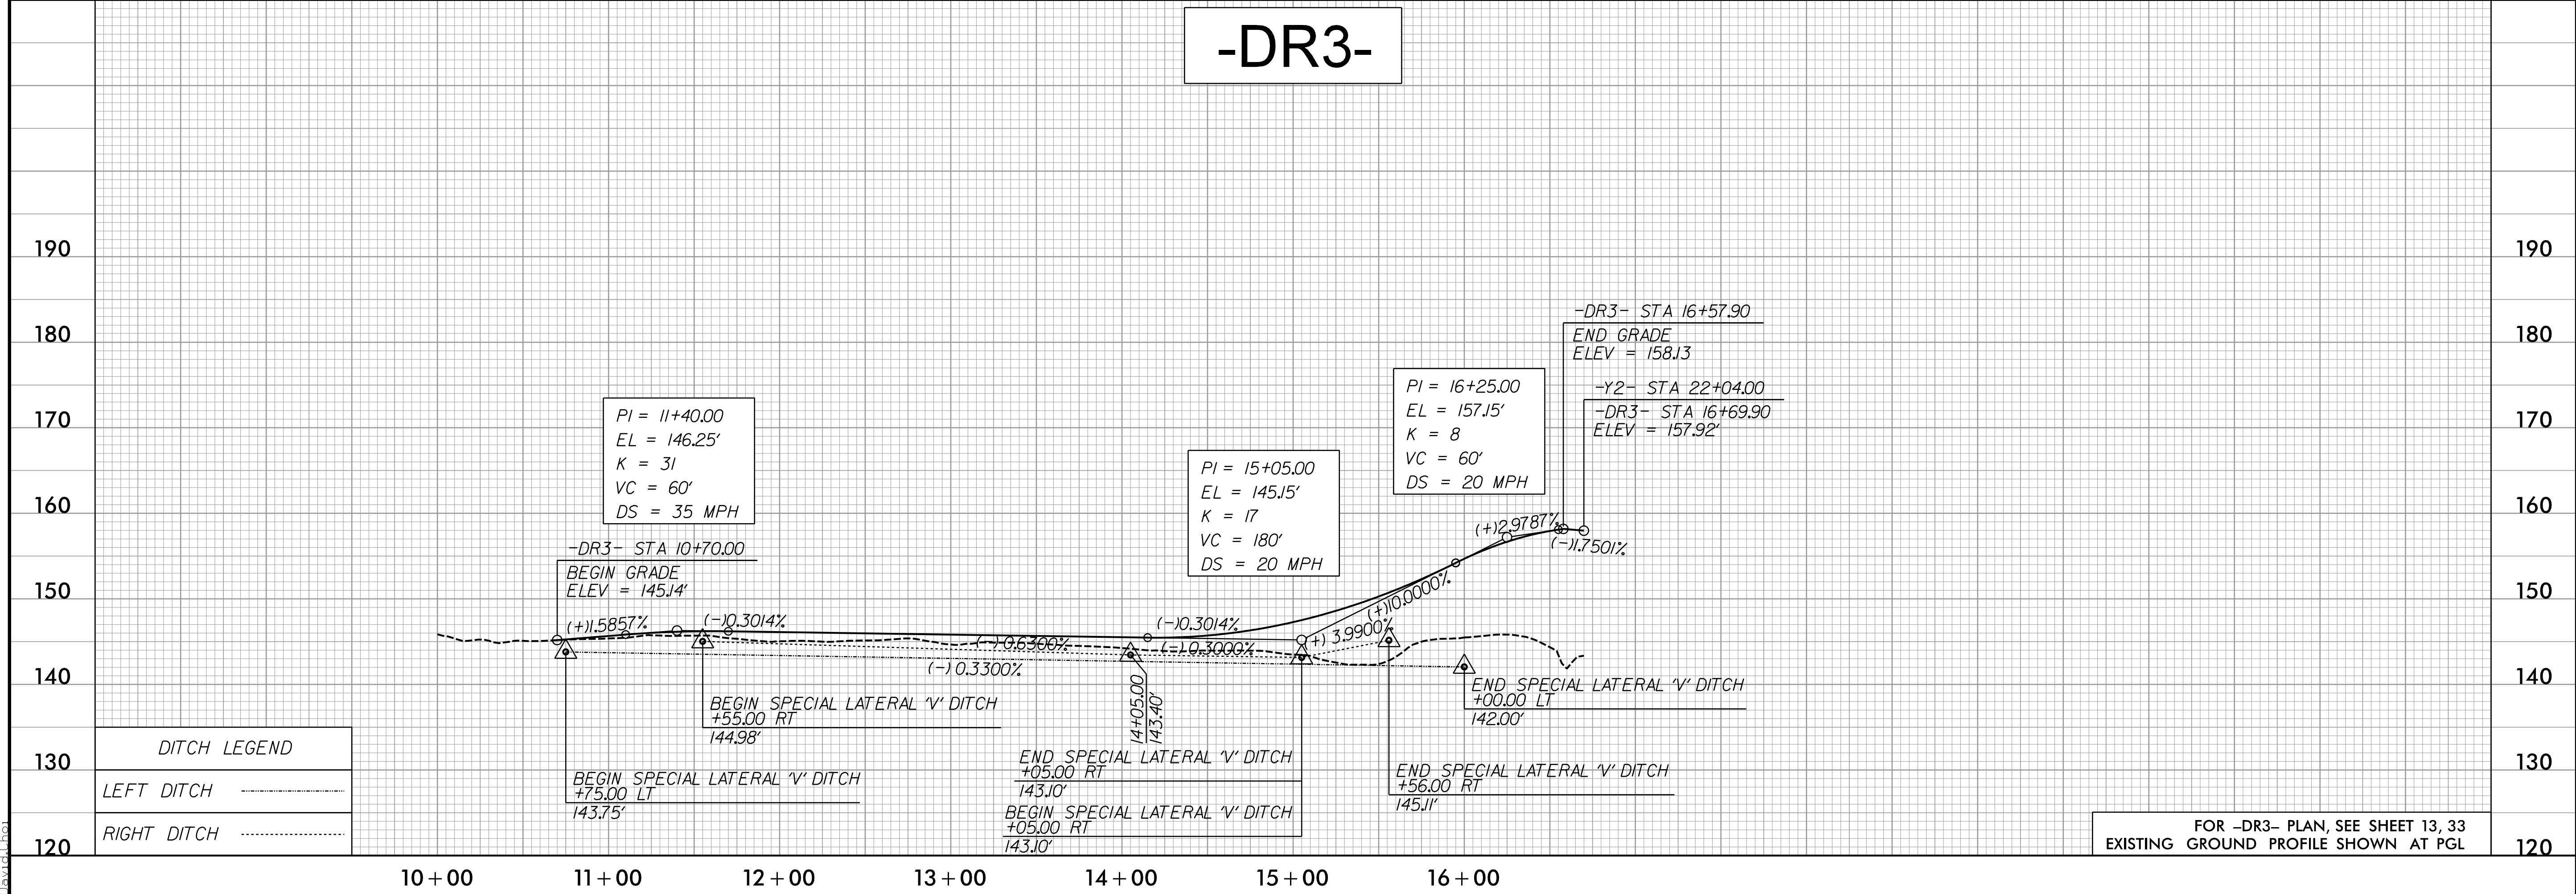 -DR3-
190
180
170
160
150
140
130
120
190
180
170
160
150
140
130
120
PI = 11+40.00
EL = 146.25'
K = 31
VC = 60'
DS = 35 MPH
PI = 15+05.00
EL = 145.15'
K = 17
VC = 180'
DS = 20 MPH
PI = 16+25.00
EL = 157.15'
K = 8
VC = 60'
DS = 20 MPH
-DR3- STA 16+57.90
END GRADE
ELEV = 158.13
-Y2- STA 22+04.00
-DR3- STA 16+69.90
ELEV = 157.92'
-DR3- STA 10+70.00
BEGIN GRADE
ELEV = 145.14'
(+)1.5857%
(-)0.3014%
(-)0.3014%
(+)10.0000%
(+)2.9787%
(-)1.7501%
(-)0.6300%
(-)0.3000%
(+) 3.9900%
(-)0.3300%
BEGIN SPECIAL LATERAL 'V' DITCH
+75.00 LT
143.75'
BEGIN SPECIAL LATERAL 'V' DITCH
+55.00 RT
144.98'
14+05.00
143.40'
END SPECIAL LATERAL 'V' DITCH
+05.00 RT
143.10'
BEGIN SPECIAL LATERAL 'V' DITCH
+05.00 RT
143.10'
END SPECIAL LATERAL 'V' DITCH
+56.00 RT
145.11'
END SPECIAL LATERAL 'V' DITCH
+00.00 LT
142.00'
DITCH LEGEND
LEFT DITCH
RIGHT DITCH
FOR -DR3- PLAN, SEE SHEET 13, 33
EXISTING GROUND PROFILE SHOWN AT PGL
10+00
11+00
12+00
13+00
14+00
15+00
16+00